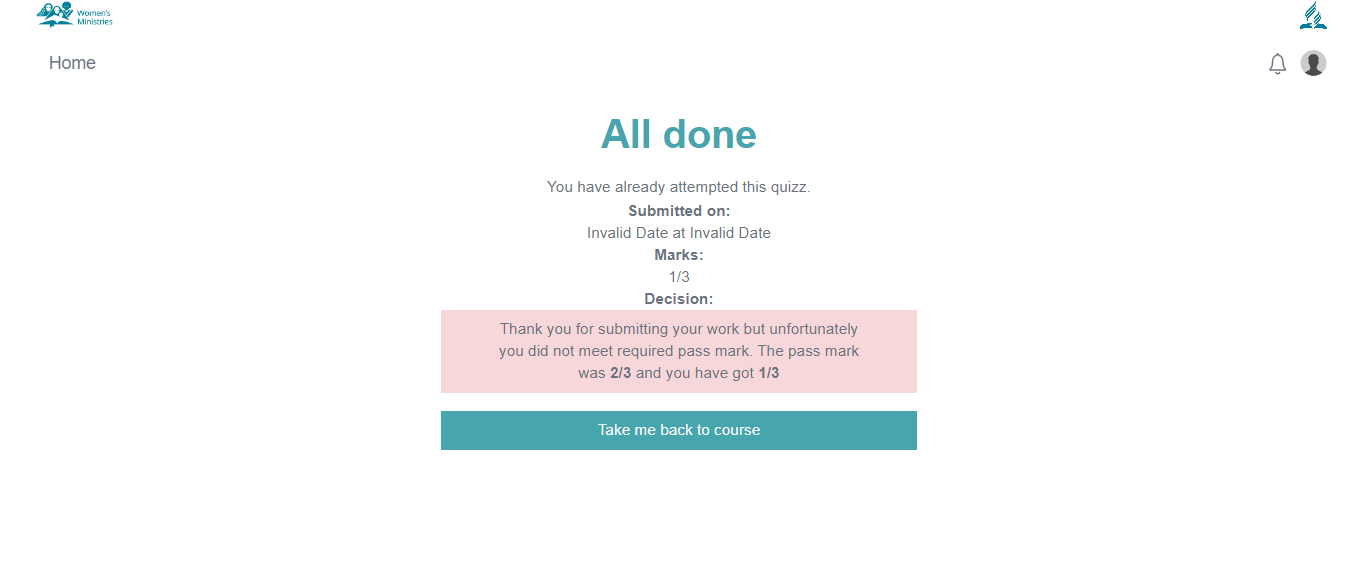 Women's
Ministries
Home
All done
You have already attempted this quizz.
Submitted on:
Invalid Date at Invalid Date
Marks:
1/3
Decision:
Thank you for submitting your work but unfortunately
you did not meet required pass mark. The pass mark
was 2/3 and you have got 1/3
Take me back to course